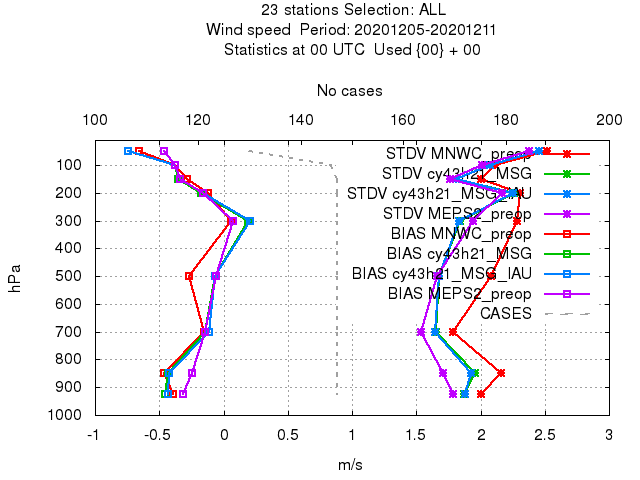 23 stations Selection: ALL
Wind speed  Period: 20201205-20201211
Statistics at 00 UTC  Used {00} + 00
No cases
100 120 140 160 180 200
STDV MNWC_preop
STDV cy43h21_MSG
STDV cy43h21_MSG_IAU
STDV MEPS2_preop
BIAS MNWC_preop
BIAS cy43h21_MSG
BIAS cy43h21_MSG_IAU
BIAS MEPS2_preop
CASES
hPa
100
200
300
400
500
600
700
800
900
1000
-1 -0.5 0 0.5 1 1.5 2 2.5 3
m/s